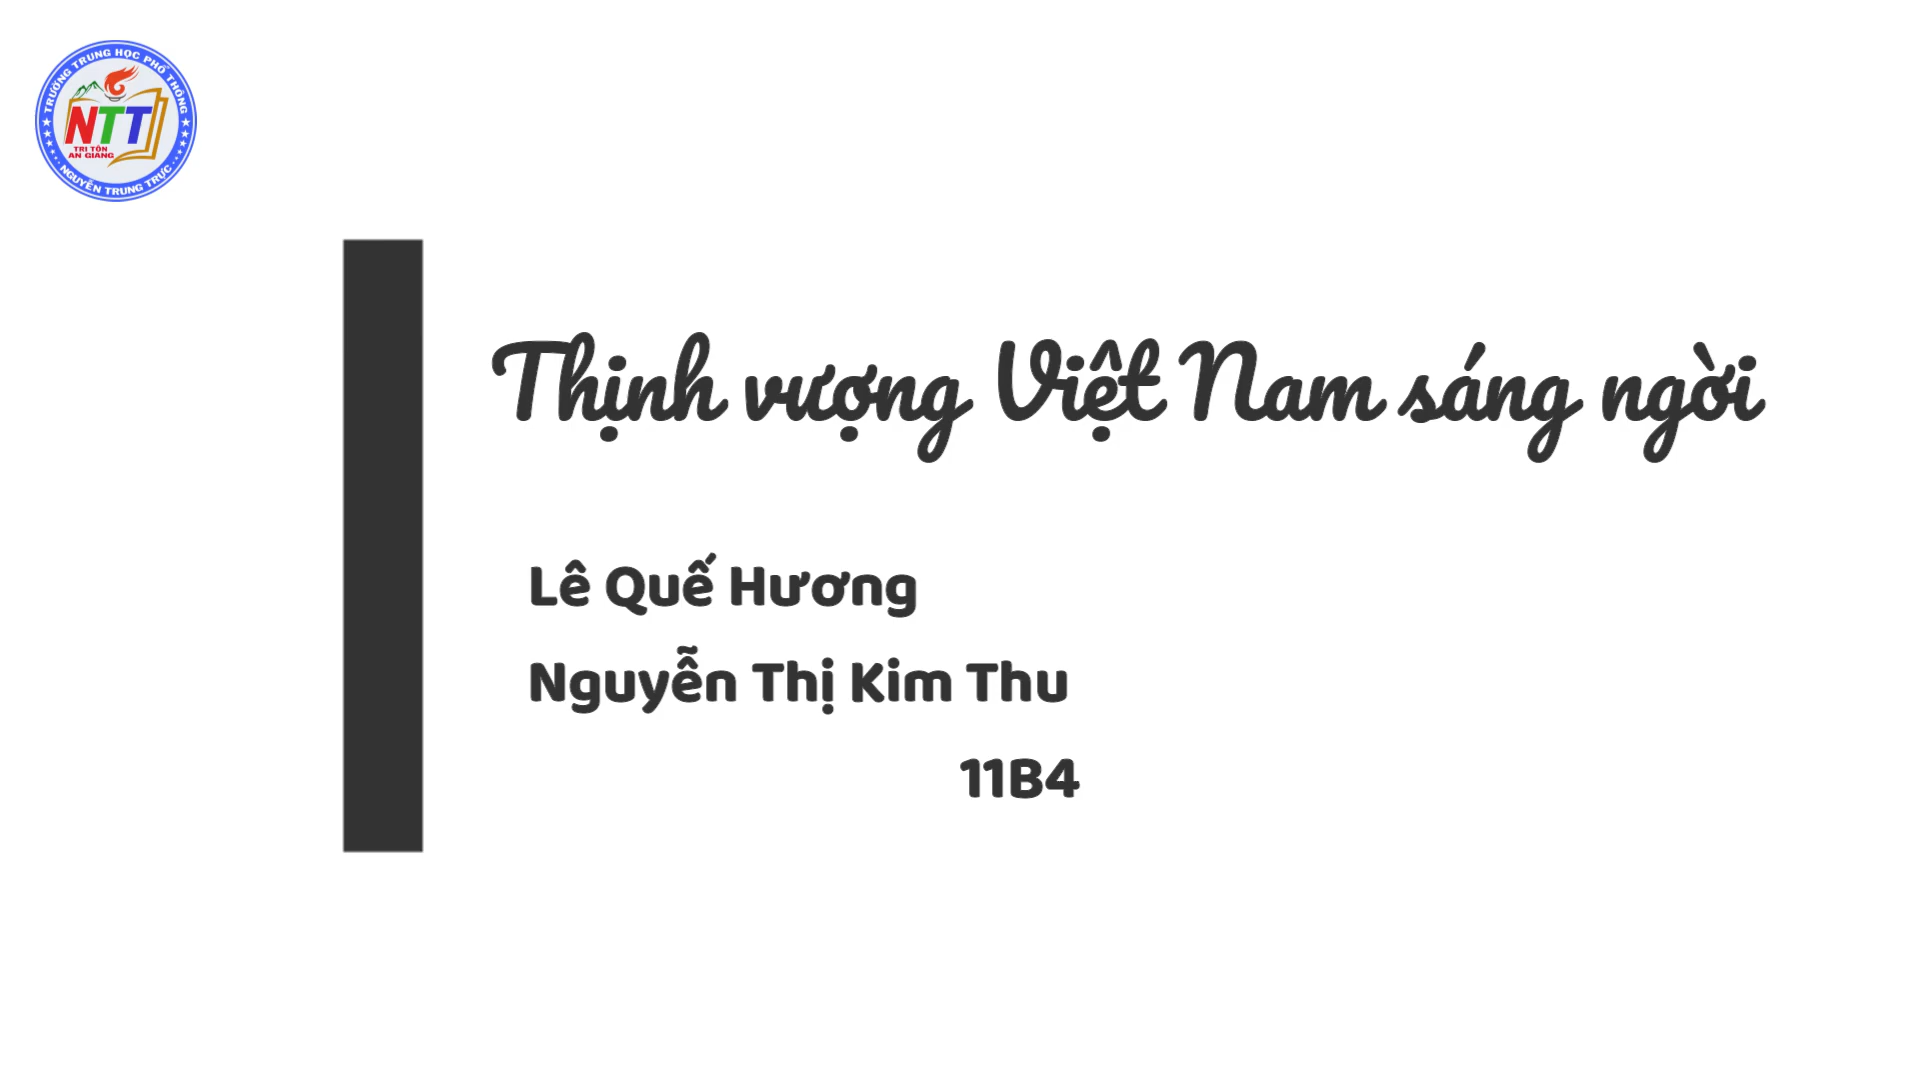 TRƯỜNG TRUNG HỌC PHỔ THÔNG
NTT
TRI TÔN
AN GIANG
NGUYỄN TRUNG TRỰC
Thịnh vượng Việt Nam sáng ngời
Lê Quế Hương
Nguyễn Thị Kim Thu
11B4